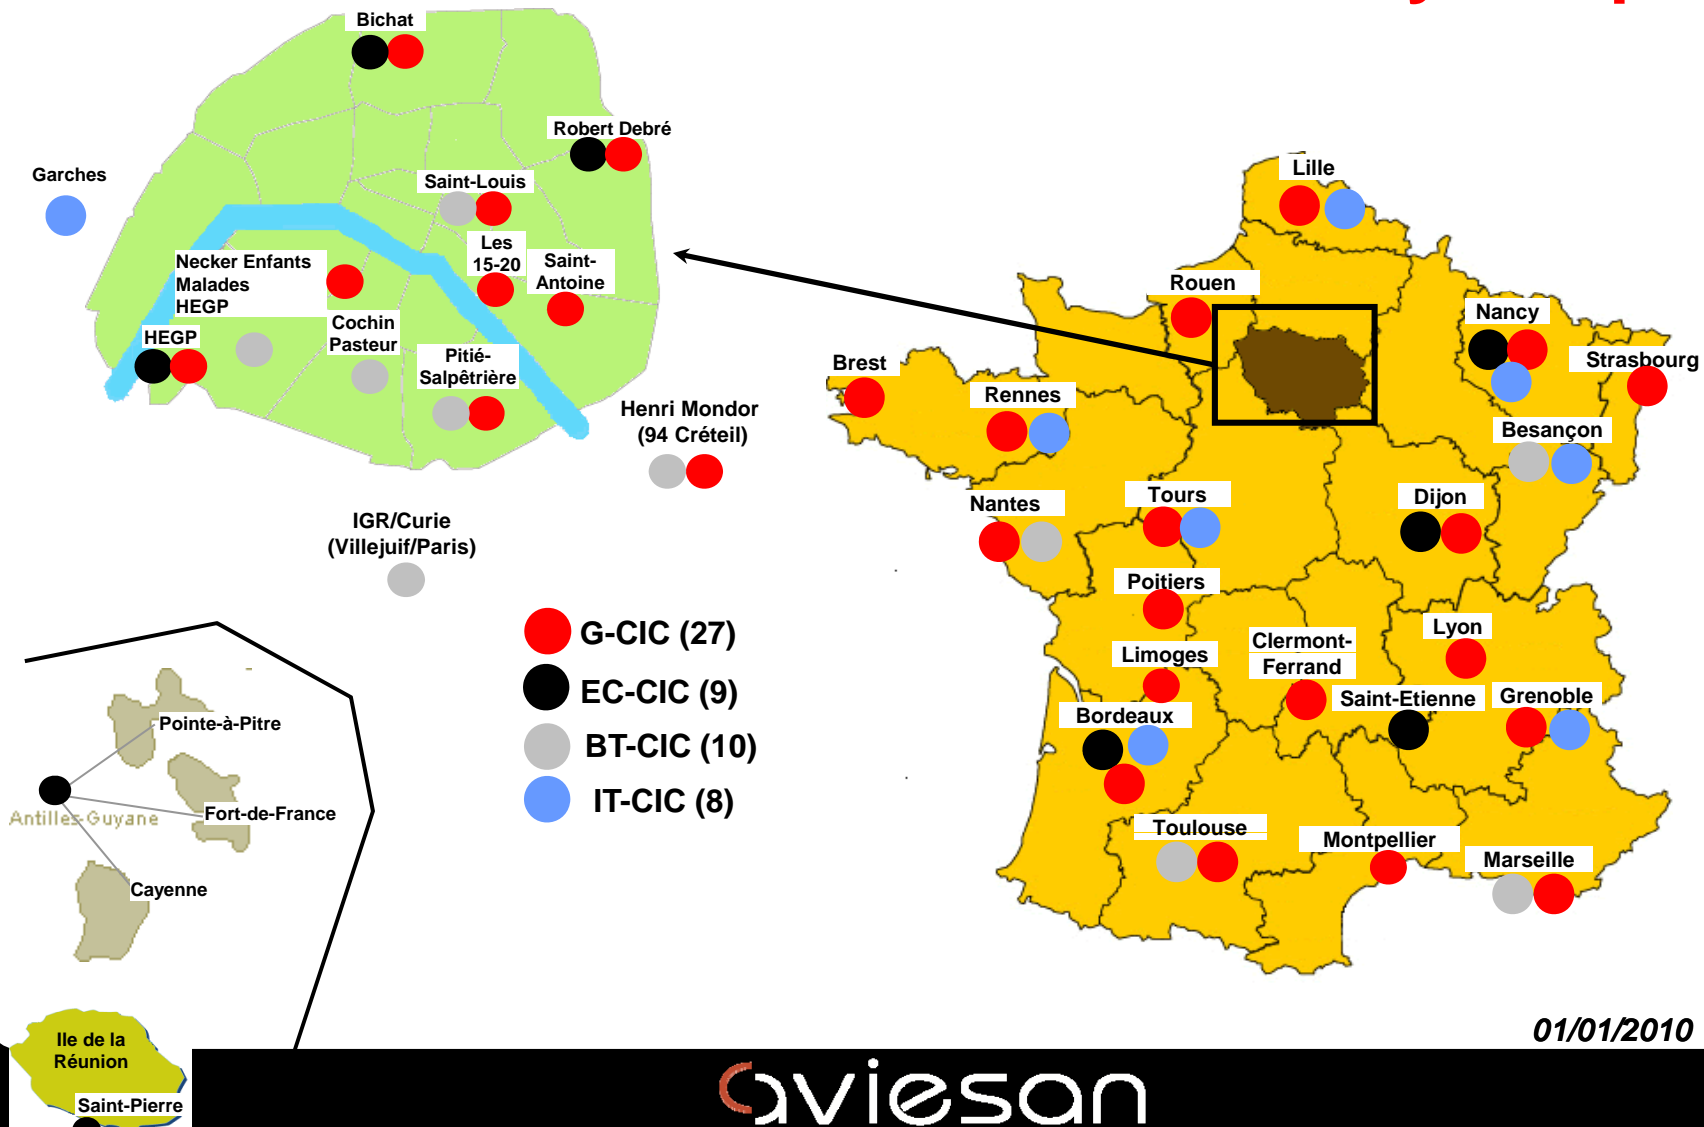 Bichat
Robert Debré
Garches
Saint-Louis
Les
15-20
Saint-
Antoine
Necker Enfants
Malades
HEGP
HEGP
Cochin
Pasteur
Pitié-
Salpêtrière
Henri Mondor
(94 Créteil)
IGR/Curie
(Villejuif/Paris)
G-CIC (27)
EC-CIC (9)
BT-CIC (10)
IT-CIC (8)
Pointe-à-Pitre
Fort-de-France
Antilles-Guyane
Cayenne
Ile de la
Réunion
Saint-Pierre
Lille
Rouen
Nancy
Strasbourg
Brest
Rennes
Besançon
Nantes
Tours
Dijon
Poitiers
Lyon
Limoges
Clermont-
Ferrand
Saint-Etienne
Grenoble
Bordeaux
Toulouse
Montpellier
Marseille
01/01/2010
aviesan